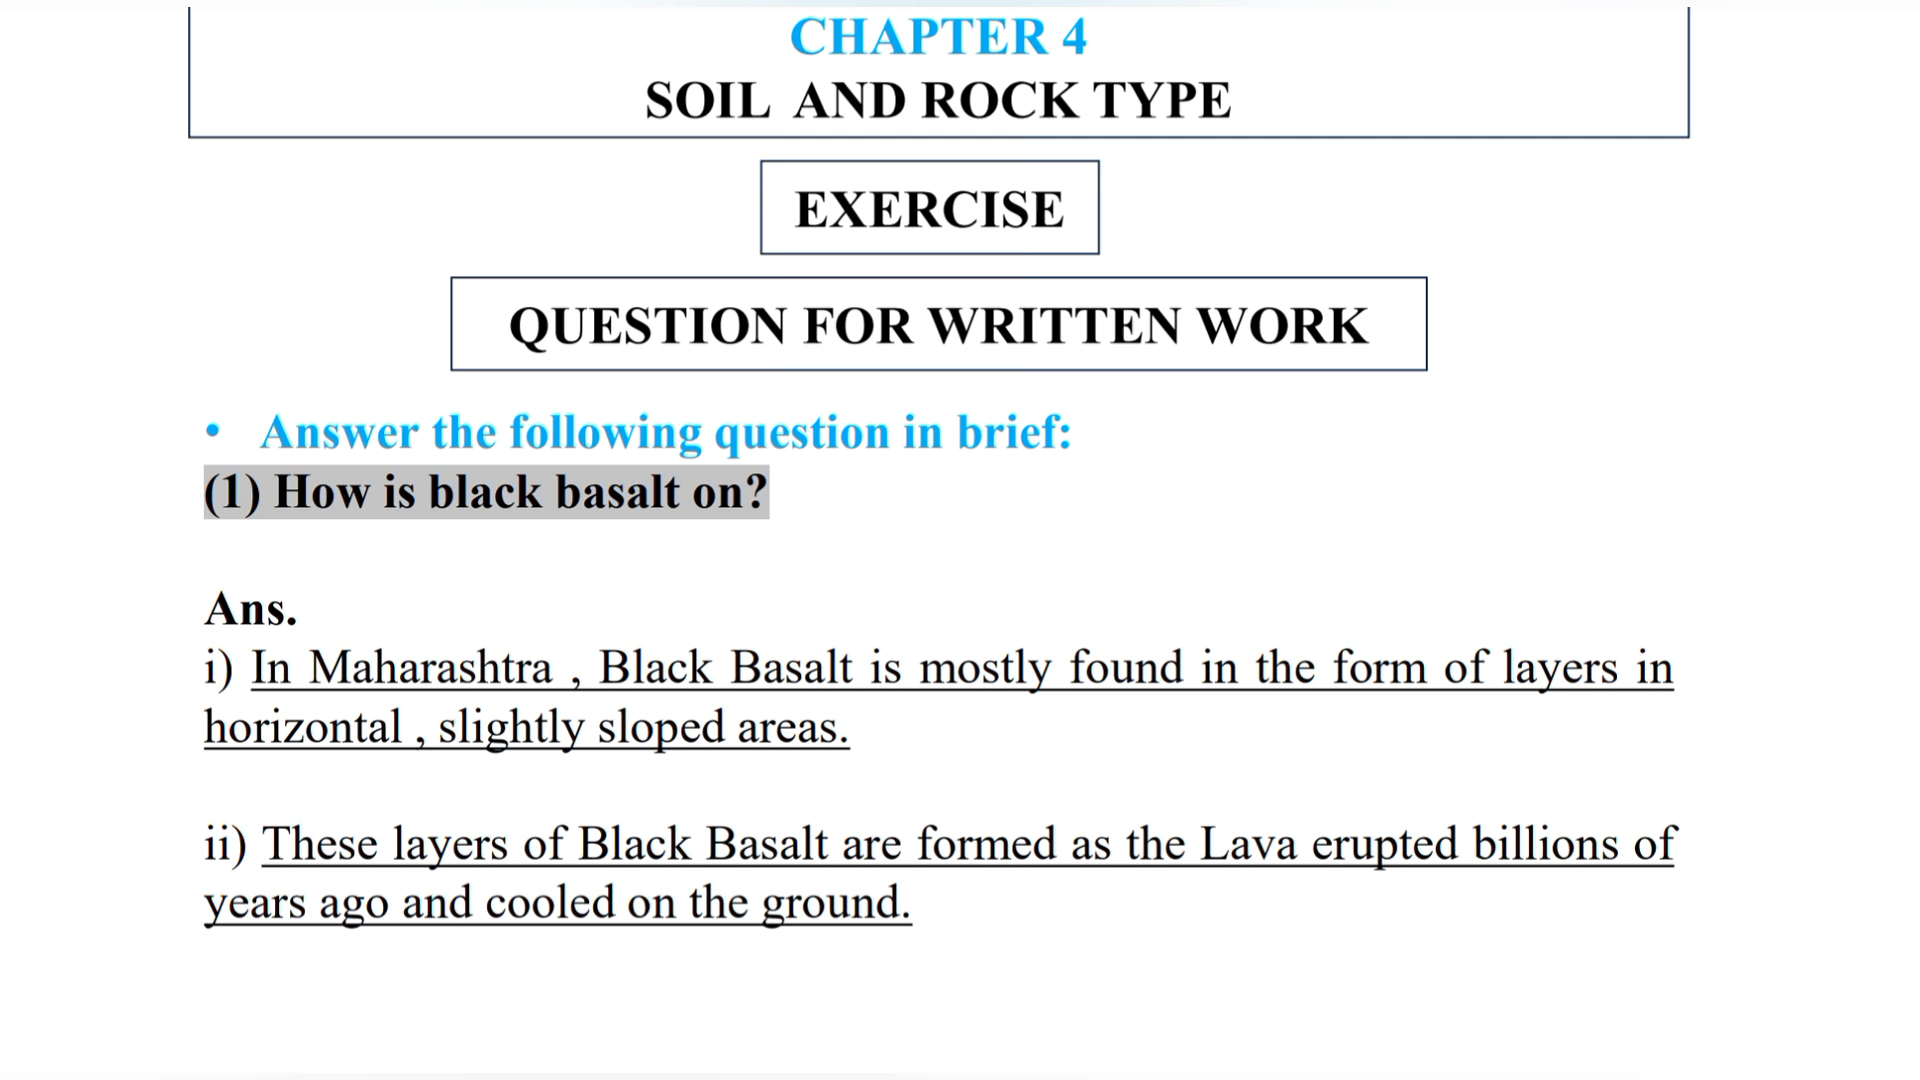 CHAPTER 4
SOIL AND ROCK TYPE
EXERCISE
QUESTION FOR WRITTEN WORK
• Answer the following question in brief:
(1) How is black basalt on?
Ans.
i) In Maharashtra , Black Basalt is mostly found in the form of layers in
horizontal , slightly sloped areas.
ii) These layers of Black Basalt are formed as the Lava erupted billions of
years ago and cooled on the ground.